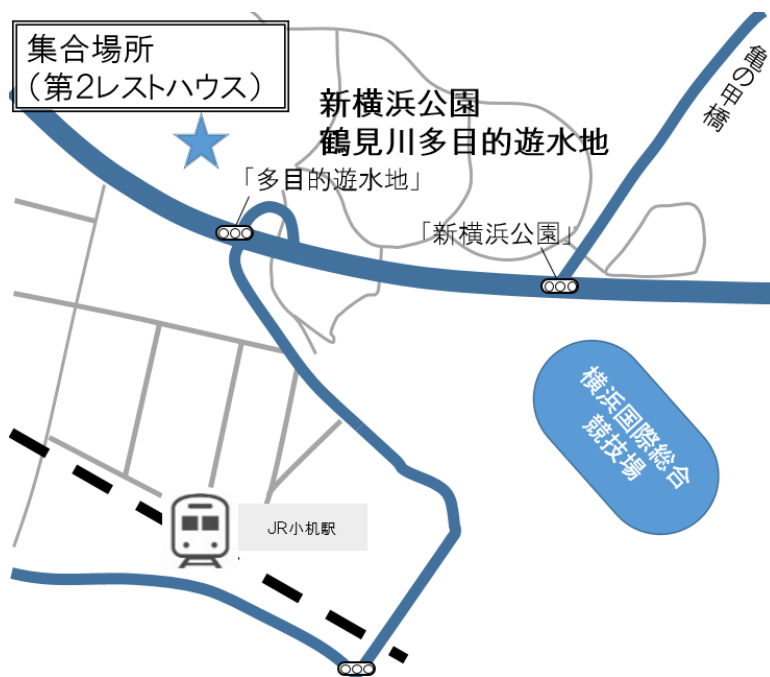 集合場所
（第2レストハウス）
新横浜公園
鶴見川多目的遊水地
亀の甲橋
「多目的遊水地」
「新横浜公園」
横浜国際総合
競技場
JR小机駅